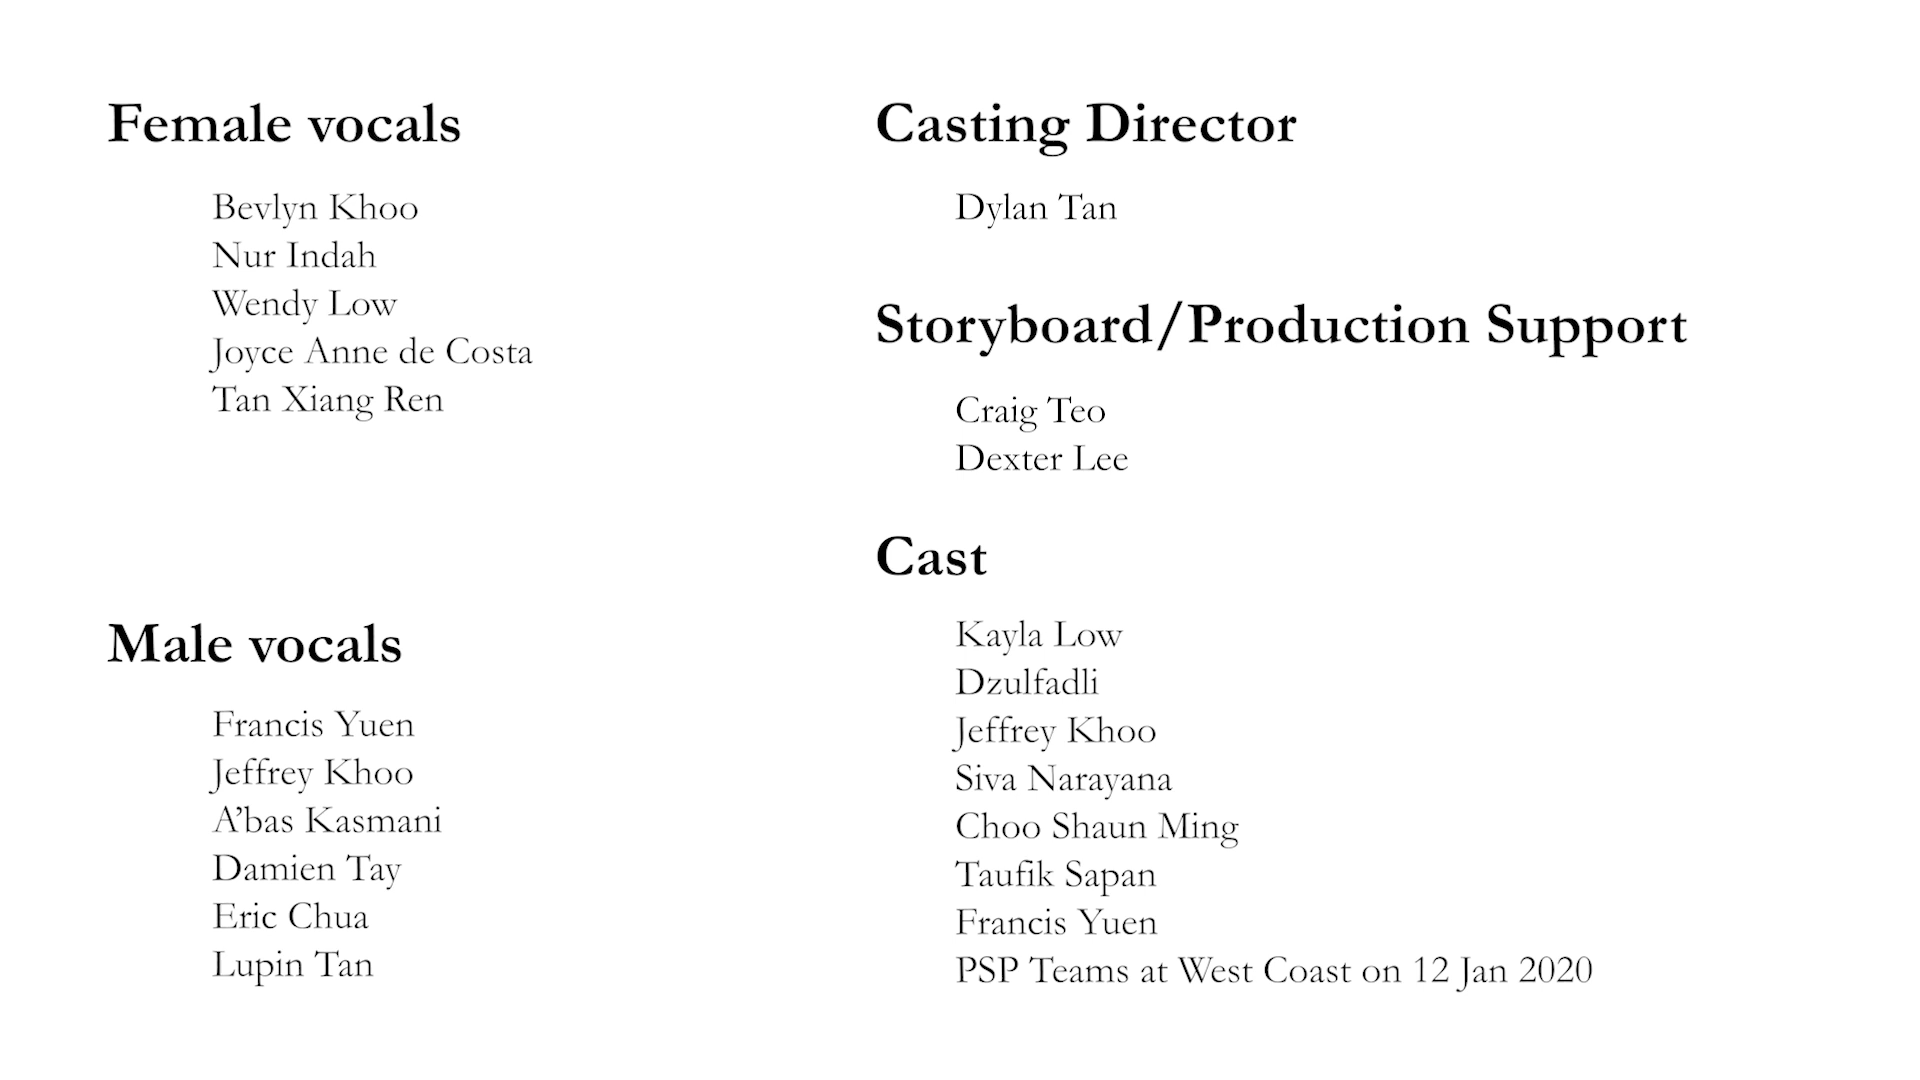 Female vocals
Bevlyn Khoo
Nur Indah
Wendy Low
Joyce Anne de Costa
Tan Xiang Ren
Male vocals
Francis Yuen
Jeffrey Khoo
A’bas Kasmani
Damien Tay
Eric Chua
Lupin Tan
Casting Director
Dylan Tan
Storyboard/Production Support
Craig Teo
Dexter Lee
Cast
Kayla Low
Dzulfadli
Jeffrey Khoo
Siva Narayana
Choo Shaun Ming
Taufik Sapan
Francis Yuen
PSP Teams at West Coast on 12 Jan 2020